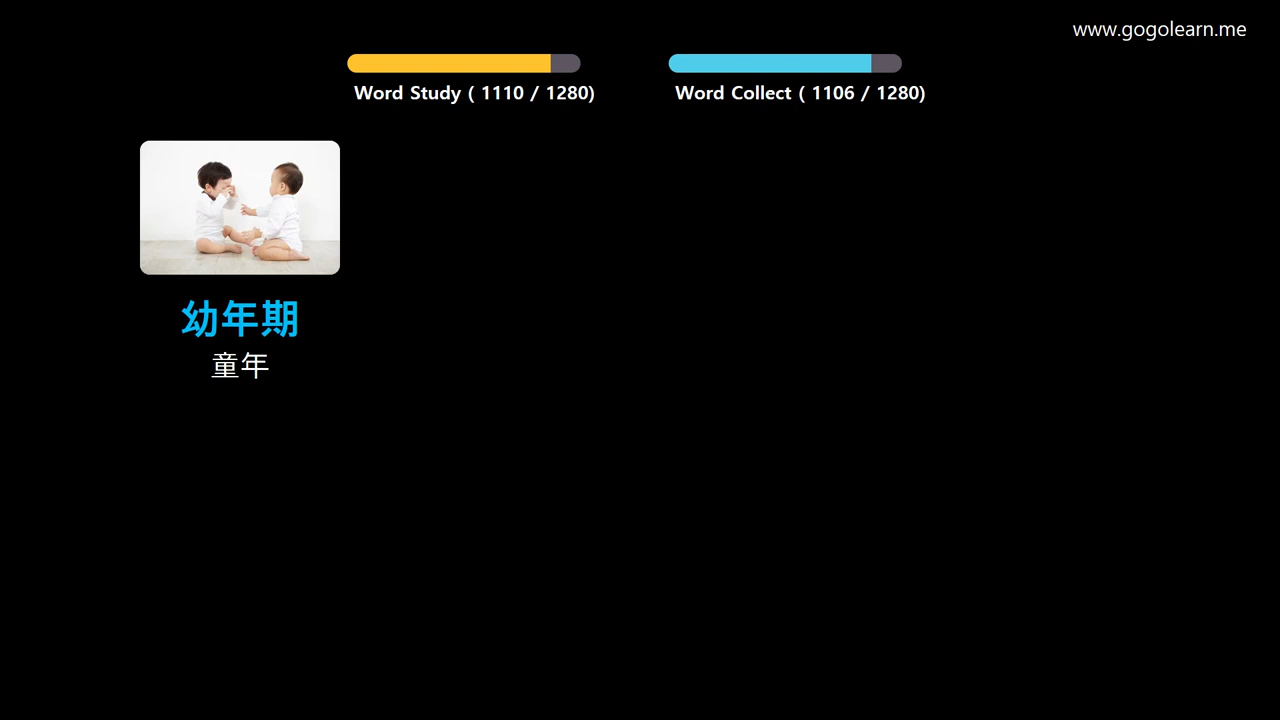 www.gogolearn.me
Word Study ( 1110 / 1280)
Word Collect ( 1106 / 1280)
幼年期
童年